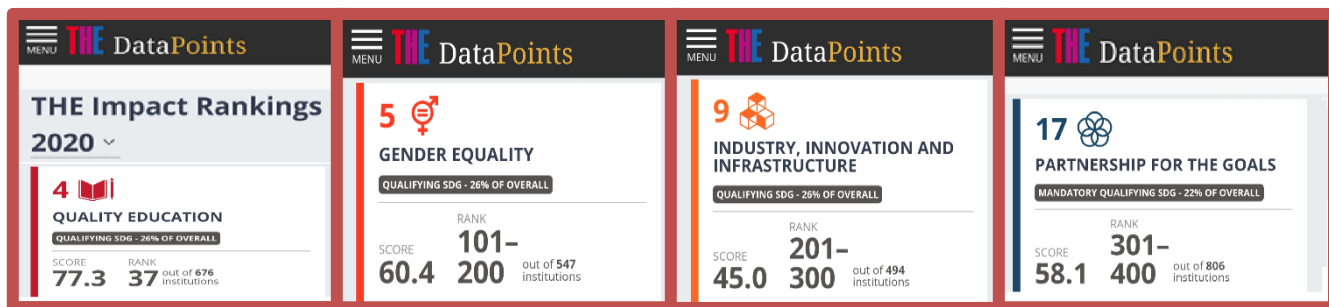 MENU THE DataPoints
THE Impact Rankings
2020
4
QUALITY EDUCATION
QUALIFYING SDG - 26% OF OVERALL
SCORE RANK
77.3 37 out of 676
institutions
MENU THE DataPoints
5
GENDER EQUALITY
QUALIFYING SDG - 26% OF OVERALL
RANK
SCORE 101–
60.4 200 out of 547
institutions
MENU THE DataPoints
9
INDUSTRY, INNOVATION AND
INFRASTRUCTURE
QUALIFYING SDG - 26% OF OVERALL
RANK
SCORE 201–
45.0 300 out of 494
institutions
MENU THE DataPoints
17
PARTNERSHIP FOR THE GOALS
MANDATORY QUALIFYING SDG - 22% OF OVERALL
RANK
SCORE 301–
58.1 400 out of 806
institutions